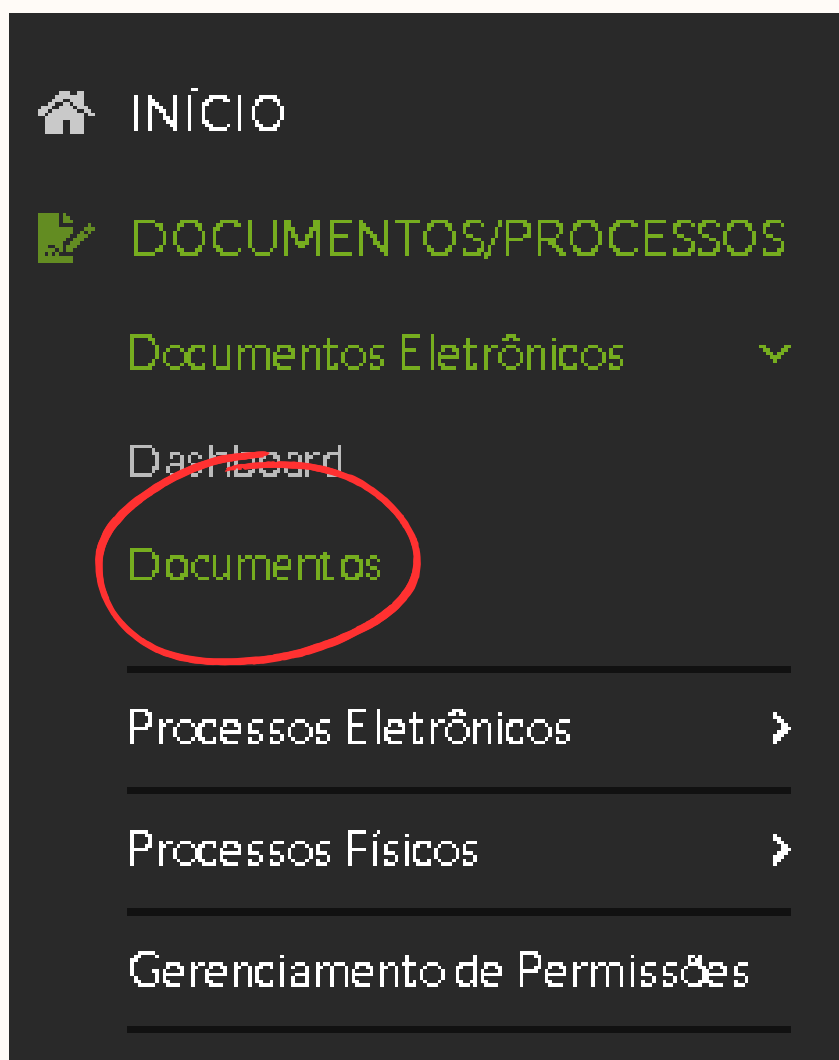 INÍCIO
DOCUMENTOS/PROCESSOS
Documentos Eletrônicos
Dashboard
Documentos
Processos Eletrônicos
Processos Físicos
Gerenciamento de Permissões